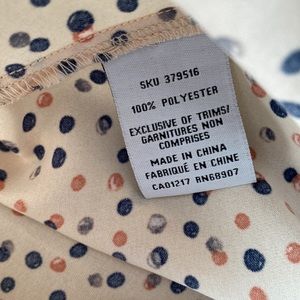 SKU 379516
100% POLYESTER
EXCLUSIVE OF TRIMS/
GARNITURES NON
COMPRISES
MADE IN CHINA
FABRIQUÉ EN CHINE
CA01217 RN68907